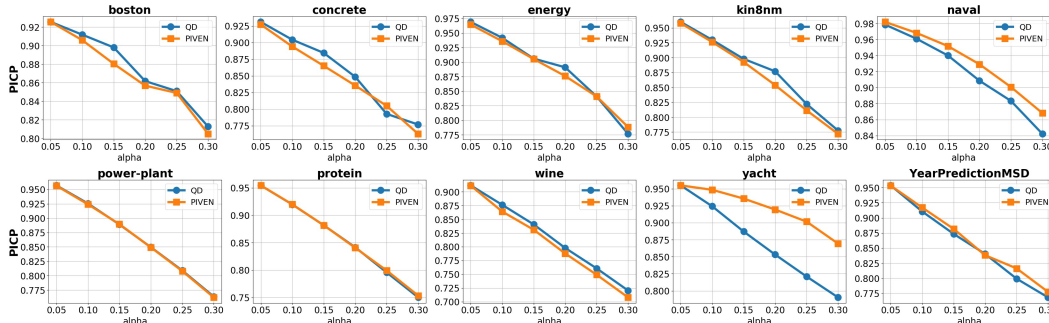 boston
PICP
0.92
0.90
0.88
0.86
0.84
0.82
0.80
QD
PIVEN
0.05 0.10 0.15 0.20 0.25 0.30
alpha
concrete
0.925
0.900
0.875
0.850
0.825
0.800
0.775
QD
PIVEN
0.05 0.10 0.15 0.20 0.25 0.30
alpha
energy
0.975
0.950
0.925
0.900
0.875
0.850
0.825
0.800
0.775
QD
PIVEN
0.05 0.10 0.15 0.20 0.25 0.30
alpha
kin8nm
0.950
0.925
0.900
0.875
0.850
0.825
0.800
0.775
QD
PIVEN
0.05 0.10 0.15 0.20 0.25 0.30
alpha
naval
0.98
0.96
0.94
0.92
0.90
0.88
0.86
0.84
QD
PIVEN
0.05 0.10 0.15 0.20 0.25 0.30
alpha
power-plant
PICP
0.950
0.925
0.900
0.875
0.850
0.825
0.800
0.775
QD
PIVEN
0.05 0.10 0.15 0.20 0.25 0.30
alpha
protein
0.95
0.90
0.85
0.80
0.75
QD
PIVEN
0.05 0.10 0.15 0.20 0.25 0.30
alpha
wine
0.900
0.875
0.850
0.825
0.800
0.775
0.750
0.725
0.700
QD
PIVEN
0.05 0.10 0.15 0.20 0.25 0.30
alpha
yacht
0.950
0.925
0.900
0.875
0.850
0.825
0.800
QD
PIVEN
0.05 0.10 0.15 0.20 0.25 0.30
alpha
YearPredictionMSD
0.950
0.925
0.900
0.875
0.850
0.825
0.800
0.775
QD
PIVEN
0.05 0.10 0.15 0.20 0.25 0.30
alpha